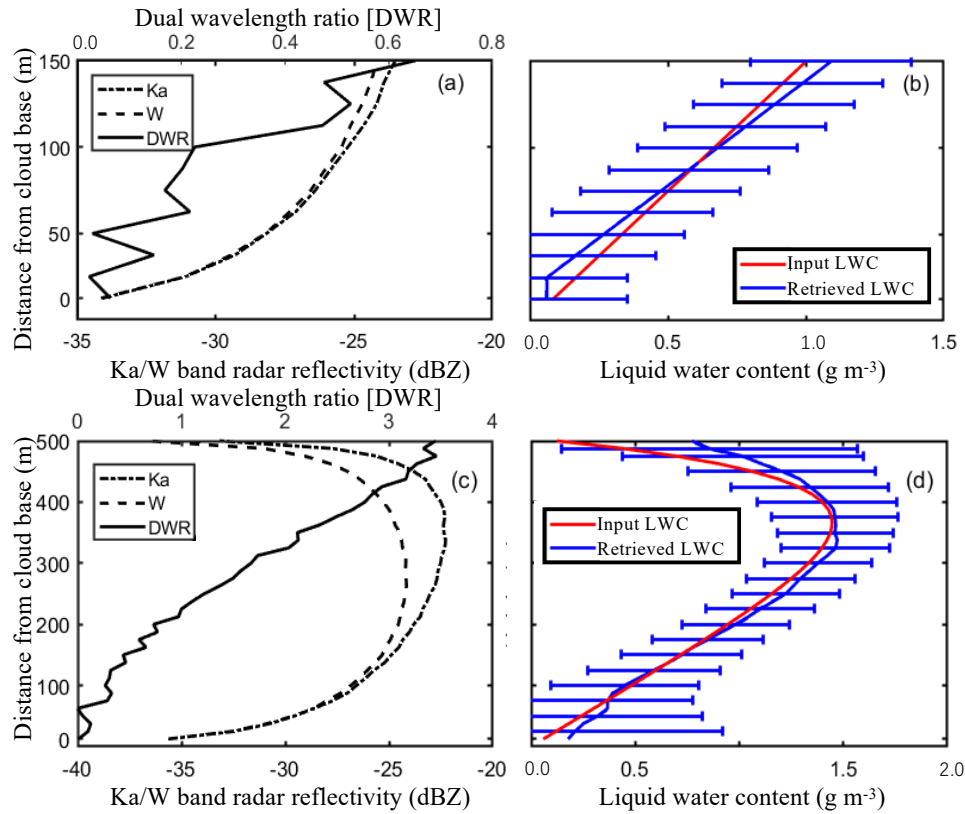 Dual wavelength ratio [DWR]
0.0 0.2 0.4 0.6 0.8
Distance from cloud base (m)
150
100
50
0
Ka
W
DWR
(a)
-35 -30 -25 -20
Ka/W band radar reflectivity (dBZ)
(b)
Input LWC
Retrieved LWC
0.0 0.5 1.0 1.5
Liquid water content (g m-3)
Dual wavelength ratio [DWR]
0 1 2 3 4
Distance from cloud base (m)
500
400
300
200
100
0
Ka
W
DWR
(c)
-40 -35 -30 -25 -20
Ka/W band radar reflectivity (dBZ)
(d)
Input LWC
Retrieved LWC
0.0 0.5 1.0 1.5 2.0
Liquid water content (g m-3)